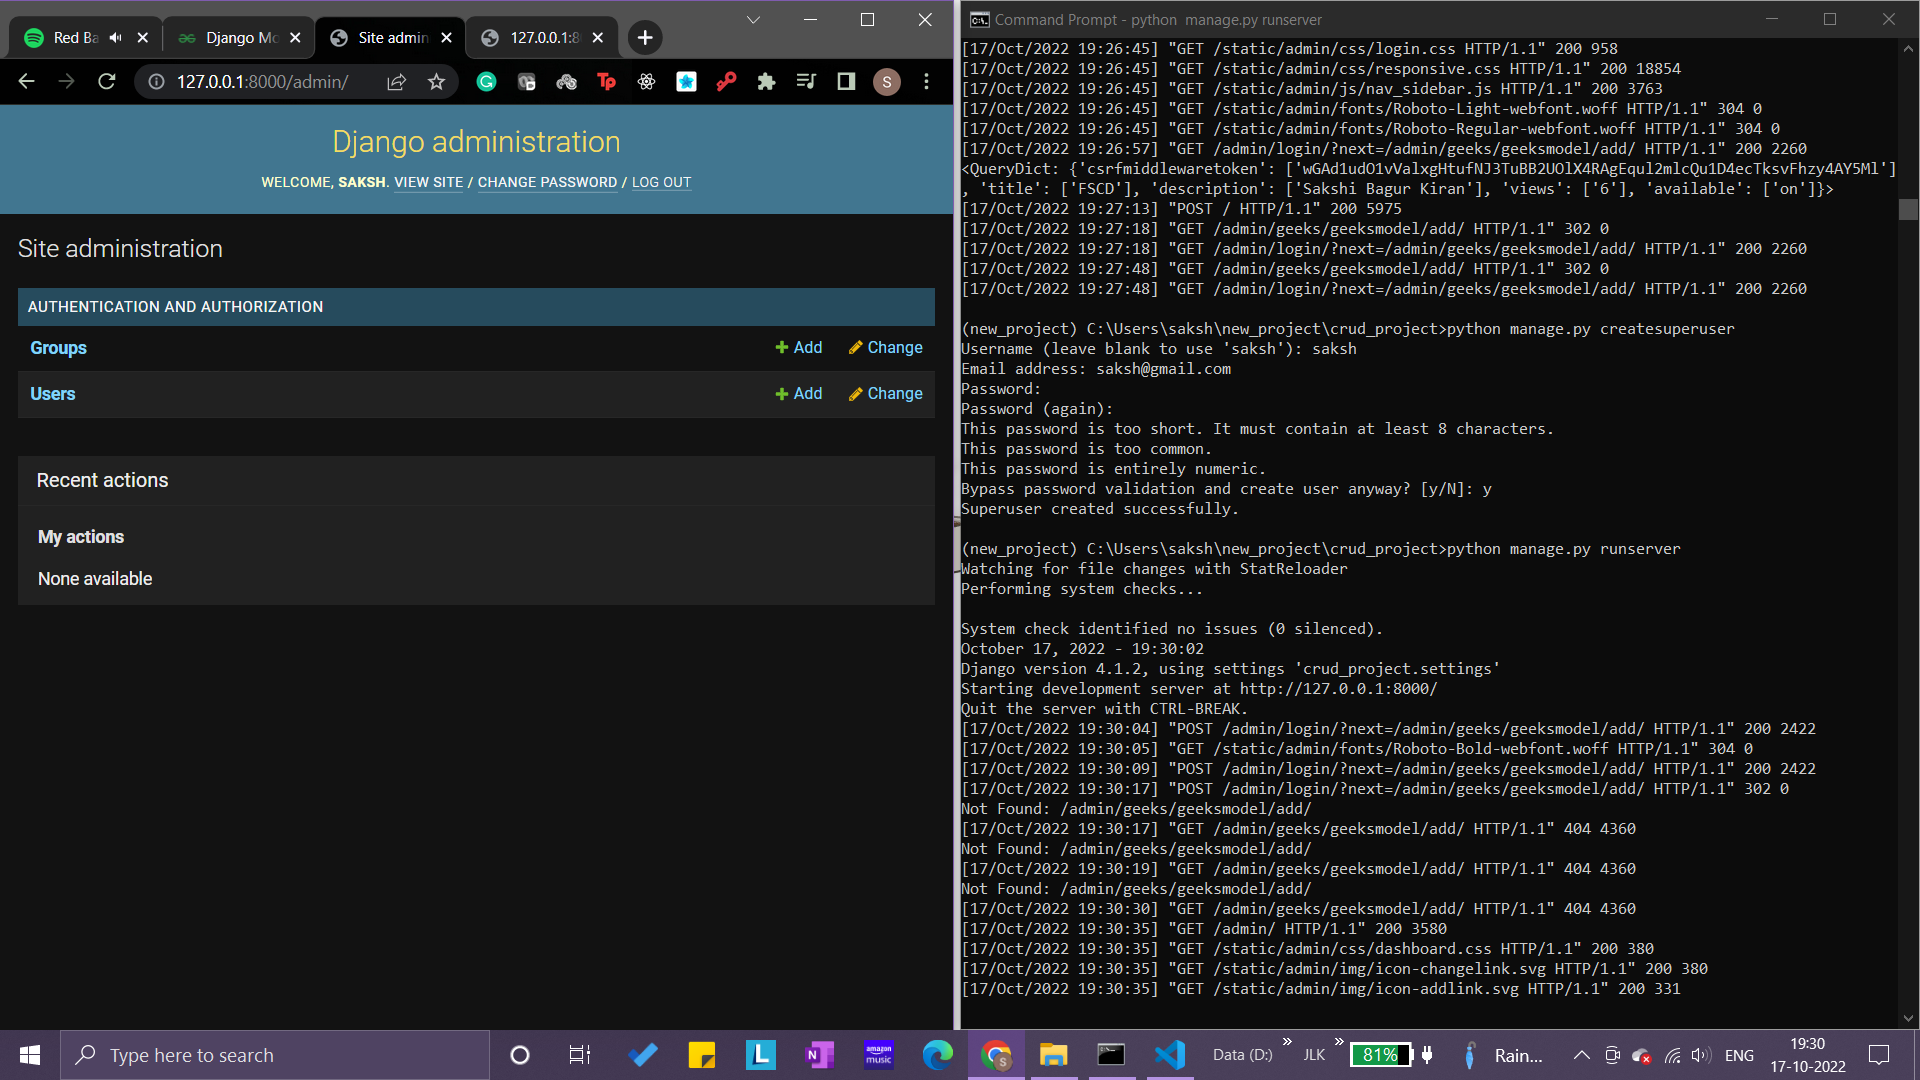 Red Ba
Django Mo
Site admin
127.0.0.1:8
127.0.0.1:8000/admin/
Tp
S
Django administration
WELCOME, SAKSH. VIEW SITE / CHANGE PASSWORD / LOG OUT
Site administration
AUTHENTICATION AND AUTHORIZATION
Groups
Add
Change
Users
Add
Change
Recent actions
My actions
None available
Command Prompt - python  manage.py runserver
[17/Oct/2022 19:26:45] "GET /static/admin/css/login.css HTTP/1.1" 200 958
[17/Oct/2022 19:26:45] "GET /static/admin/css/responsive.css HTTP/1.1" 200 18854
[17/Oct/2022 19:26:45] "GET /static/admin/js/nav_sidebar.js HTTP/1.1" 200 3763
[17/Oct/2022 19:26:45] "GET /static/admin/fonts/Roboto-Light-webfont.woff HTTP/1.1" 304 0
[17/Oct/2022 19:26:45] "GET /static/admin/fonts/Roboto-Regular-webfont.woff HTTP/1.1" 304 0
[17/Oct/2022 19:26:57] "GET /admin/login/?next=/admin/geeks/geeksmodel/add/ HTTP/1.1" 200 2260
<QueryDict: {'csrfmiddlewaretoken': ['wGAd1udO1vValxgHtufNJ3TuBB2UOlX4RAgEqul2mlcQu1D4ecTksvFhzy4AY5Ml']
, 'title': ['FSCD'], 'description': ['Sakshi Bagur Kiran'], 'views': ['6'], 'available': ['on']}>
[17/Oct/2022 19:27:13] "POST / HTTP/1.1" 200 5975
[17/Oct/2022 19:27:18] "GET /admin/geeks/geeksmodel/add/ HTTP/1.1" 302 0
[17/Oct/2022 19:27:18] "GET /admin/login/?next=/admin/geeks/geeksmodel/add/ HTTP/1.1" 200 2260
[17/Oct/2022 19:27:48] "GET /admin/geeks/geeksmodel/add/ HTTP/1.1" 302 0
[17/Oct/2022 19:27:48] "GET /admin/login/?next=/admin/geeks/geeksmodel/add/ HTTP/1.1" 200 2260
(new_project) C:\Users\saksh\new_project\crud_project>python manage.py createsuperuser
Username (leave blank to use 'saksh'): saksh
Email address: saksh@gmail.com
Password:
Password (again):
This password is too short. It must contain at least 8 characters.
This password is too common.
This password is entirely numeric.
Bypass password validation and create user anyway? [y/N]: y
Superuser created successfully.
(new_project) C:\Users\saksh\new_project\crud_project>python manage.py runserver
Watching for file changes with StatReloader
Performing system checks...
System check identified no issues (0 silenced).
October 17, 2022 - 19:30:02
Django version 4.1.2, using settings 'crud_project.settings'
Starting development server at http://127.0.0.1:8000/
Quit the server with CTRL-BREAK.
[17/Oct/2022 19:30:04] "POST /admin/login/?next=/admin/geeks/geeksmodel/add/ HTTP/1.1" 200 2422
[17/Oct/2022 19:30:05] "GET /static/admin/fonts/Roboto-Bold-webfont.woff HTTP/1.1" 304 0
[17/Oct/2022 19:30:09] "POST /admin/login/?next=/admin/geeks/geeksmodel/add/ HTTP/1.1" 200 2422
[17/Oct/2022 19:30:17] "POST /admin/login/?next=/admin/geeks/geeksmodel/add/ HTTP/1.1" 302 0
Not Found: /admin/geeks/geeksmodel/add/
[17/Oct/2022 19:30:17] "GET /admin/geeks/geeksmodel/add/ HTTP/1.1" 404 4360
Not Found: /admin/geeks/geeksmodel/add/
[17/Oct/2022 19:30:19] "GET /admin/geeks/geeksmodel/add/ HTTP/1.1" 404 4360
Not Found: /admin/geeks/geeksmodel/add/
[17/Oct/2022 19:30:30] "GET /admin/geeks/geeksmodel/add/ HTTP/1.1" 404 4360
[17/Oct/2022 19:30:35] "GET /admin/ HTTP/1.1" 200 3580
[17/Oct/2022 19:30:35] "GET /static/admin/css/dashboard.css HTTP/1.1" 200 380
[17/Oct/2022 19:30:35] "GET /static/admin/img/icon-changelink.svg HTTP/1.1" 200 380
[17/Oct/2022 19:30:35] "GET /static/admin/img/icon-addlink.svg HTTP/1.1" 200 331
Type here to search
L
N
amazon music
S
Data (D:)
JLK
81%
Rain...
ENG
19:30
17-10-2022